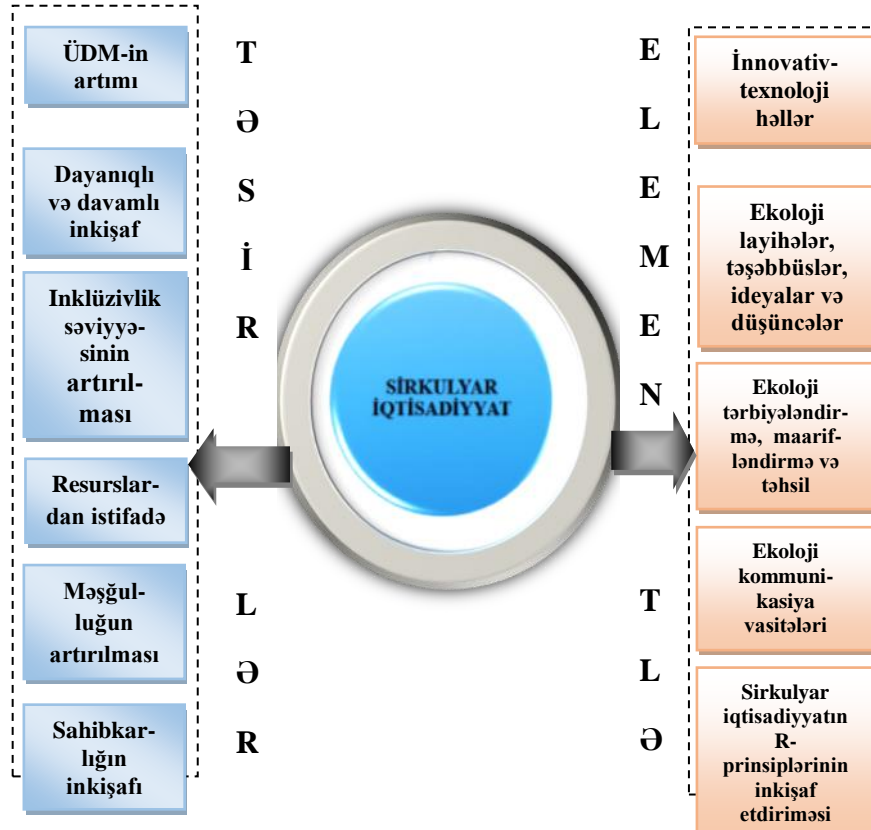 ÜDM-in
artımı
Dayanıqlı
və davamlı
inkişaf
Inklüzivlik
səviyyə-
sinin
artırıl-
ması
Resurslar-
dan istifadə
Məşğul-
luğun
artırılması
Sahibkar-
lığın
inkişafı
T
Ə
S
İ
R
L
Ə
R
SİRKULYAR
İQTİSADİYYAT
E
L
E
M
E
N
T
L
Ə
İnnovativ-
texnoloji
həllər
Ekoloji
layihələr,
təşəbbüslər,
ideyalar və
düşüncələr
Ekoloji
tərbiyələndir-
mə, maarif-
ləndirmə və
təhsil
Ekoloji
kommuni-
kasiya
vasitələri
Sirkulyar
iqtisadiyyatın
R-
prinsiplərinin
inkişaf
etdiriməsi